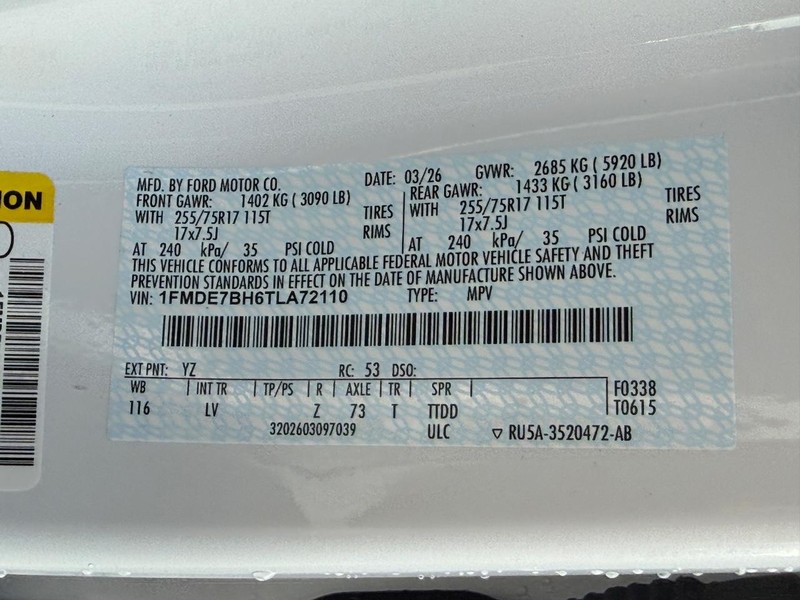 ION
MFD. BY FORD MOTOR CO. DATE: 03/26 GVWR: 2685 KG ( 5920 LB)
FRONT GAWR: 1402 KG ( 3090 LB) REAR GAWR: 1433 KG ( 3160 LB)
WITH 255/75R17 115T TIRES WITH 255/75R17 115T TIRES
17x7.5J RIMS 17x7.5J RIMS
AT 240 kPa/ 35 PSI COLD AT 240 kPa/ 35 PSI COLD
THIS VEHICLE CONFORMS TO ALL APPLICABLE FEDERAL MOTOR VEHICLE SAFETY AND THEFT
PREVENTION STANDARDS IN EFFECT ON THE DATE OF MANUFACTURE SHOWN ABOVE.
VIN: 1FMDE7BH6TLA72110 TYPE: MPV
EXT PNT: YZ RC: 53 DSO:
WB INT TR TP/PS R AXLE TR SPR F0338
116 LV Z 73 T TTDD T0615
3202603097039 ULC ▽ RU5A-3520472-AB